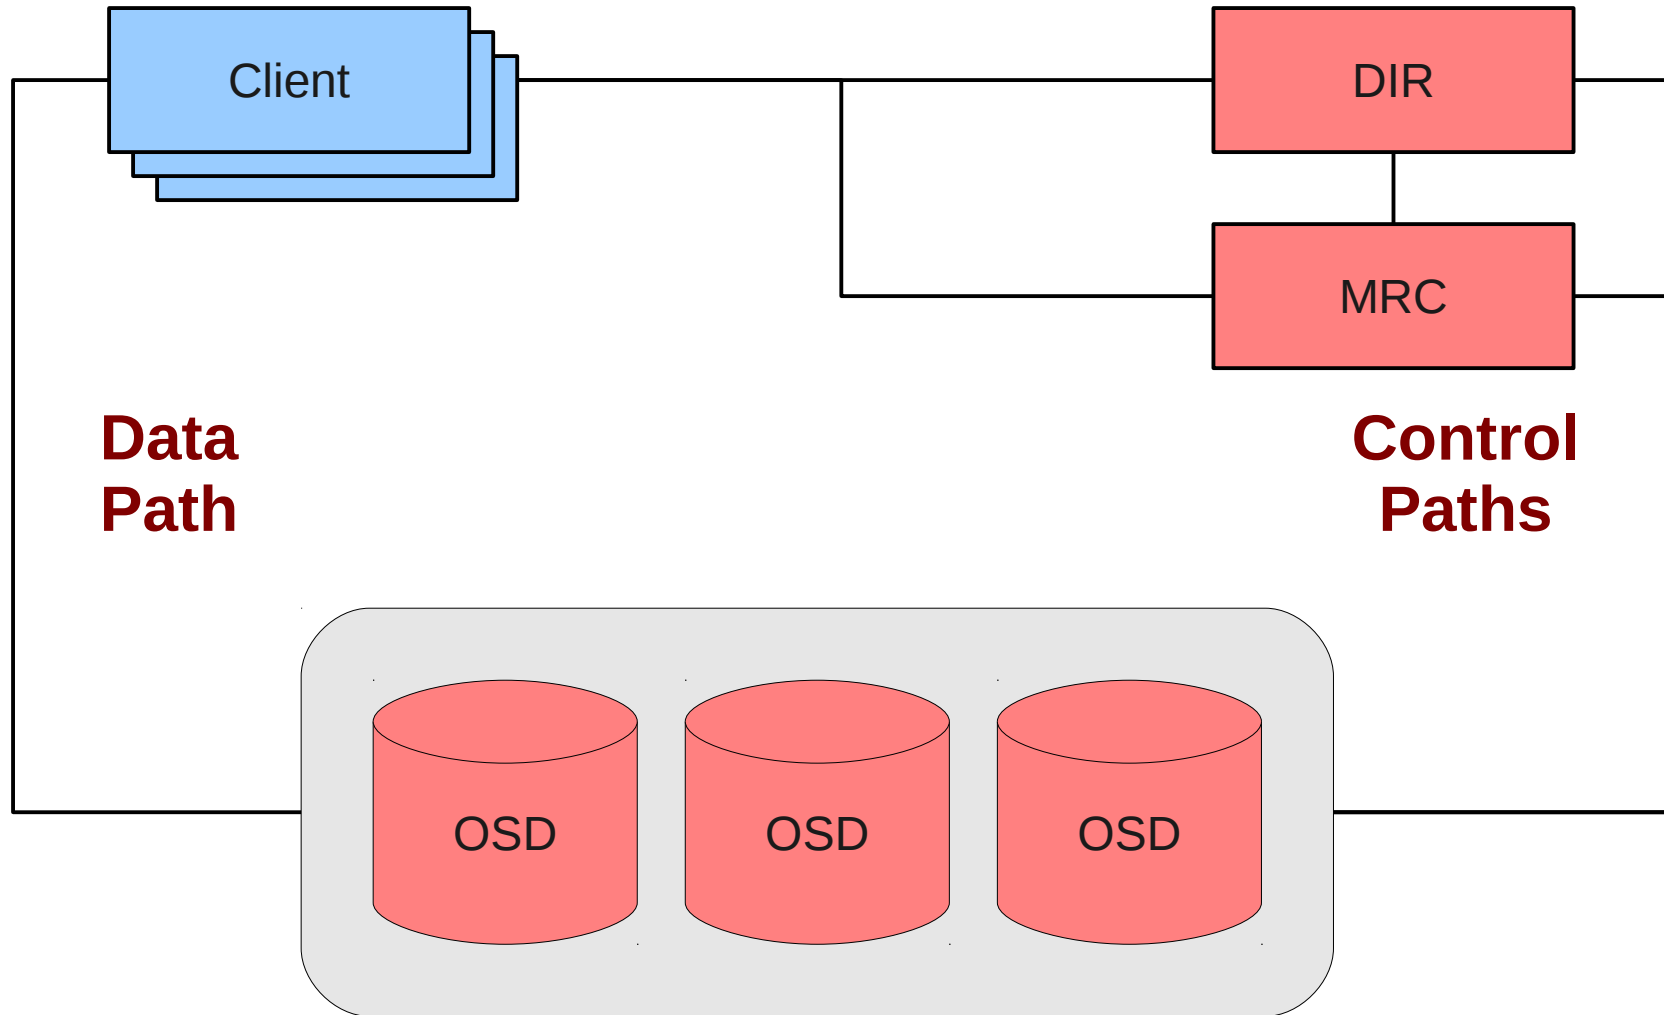 Client
DIR
MRC
Data
Path
Control
Paths
OSD
OSD
OSD